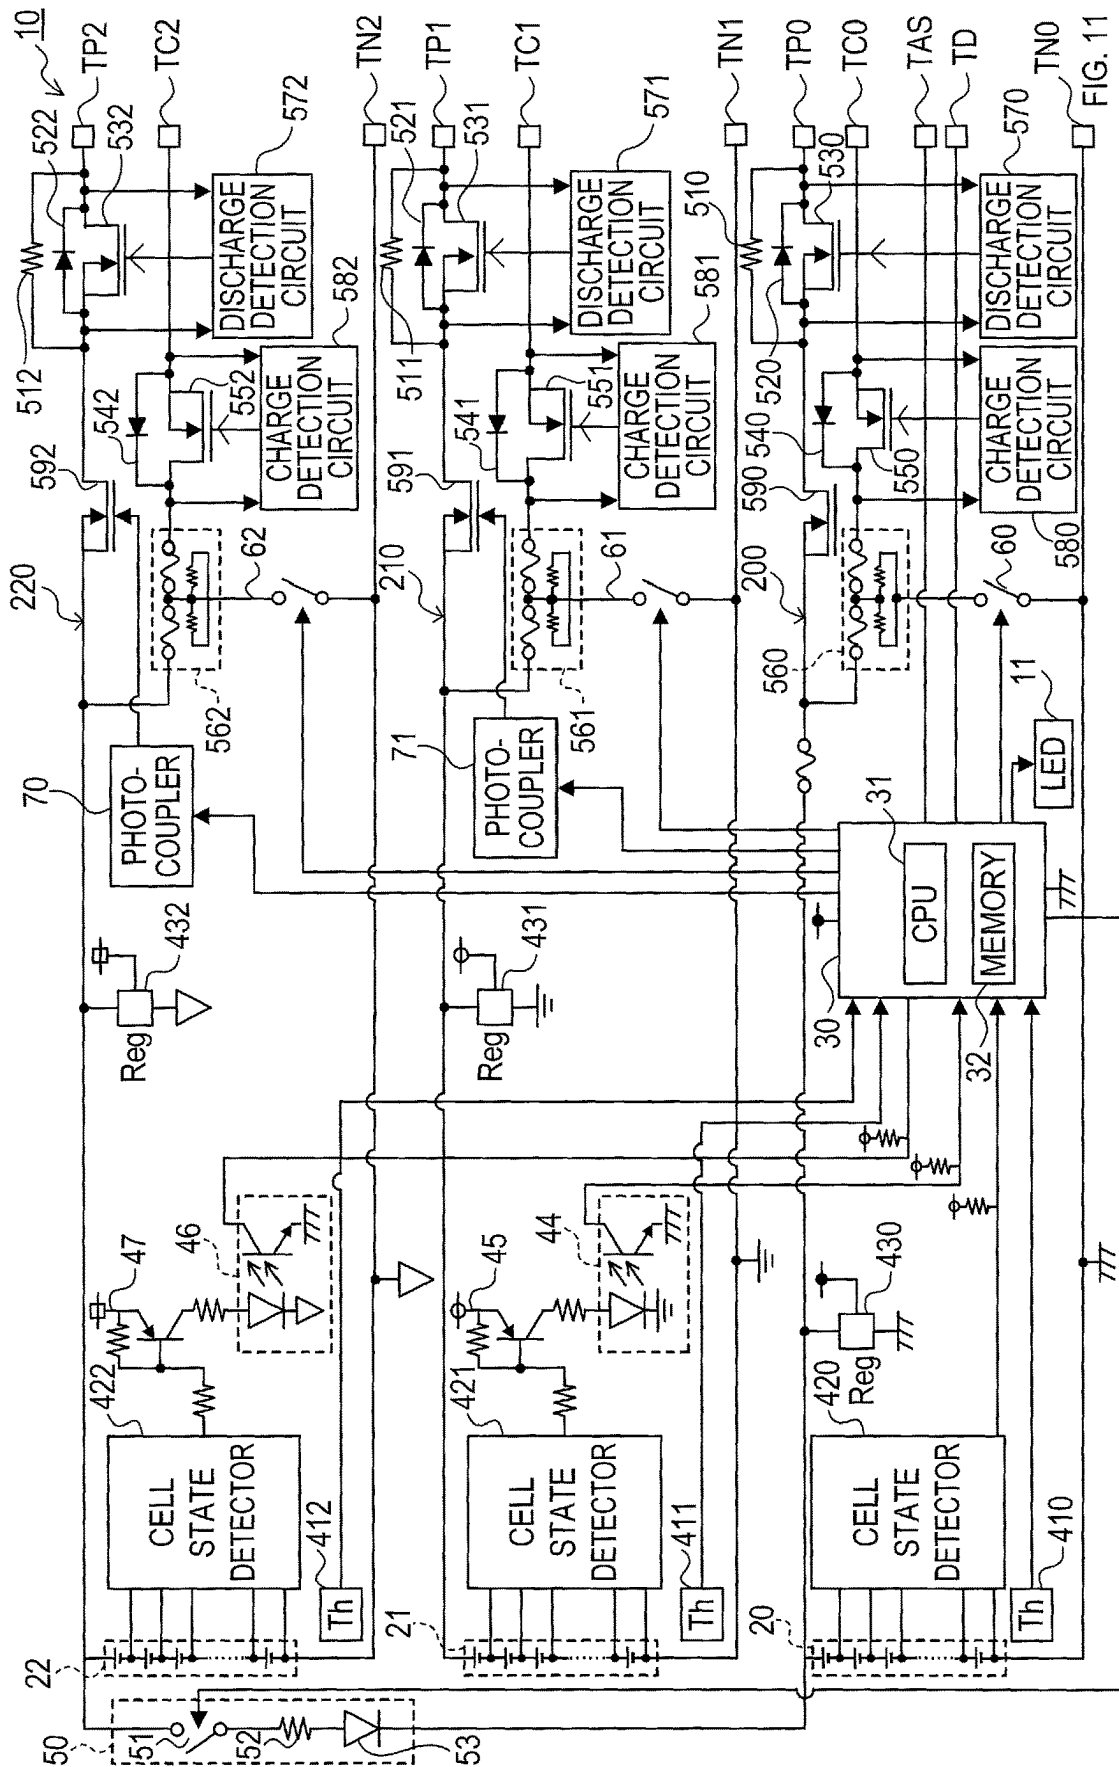 10
TP2
522
532
TC2
572
DISCHARGE
DETECTION
CIRCUIT
512
542
552
582
CHARGE
DETECTION
CIRCUIT
592
220
562
62
TN2
70
PHOTO-
COUPLER
432
Reg
47
46
422
CELL
STATE
DETECTOR
412
Th
22
50
51
52
53
TP1
521
531
TC1
571
DISCHARGE
DETECTION
CIRCUIT
511
541
551
581
CHARGE
DETECTION
CIRCUIT
591
210
561
61
TN1
71
PHOTO-
COUPLER
431
Reg
45
44
421
CELL
STATE
DETECTOR
411
Th
21
TP0
510
530
TC0
TAS
TD
570
DISCHARGE
DETECTION
CIRCUIT
520
540
550
580
CHARGE
DETECTION
CIRCUIT
590
200
560
60
TN0
11
LED
31
CPU
MEMORY
30
32
430
Reg
420
CELL
STATE
DETECTOR
410
Th
20
FIG. 11